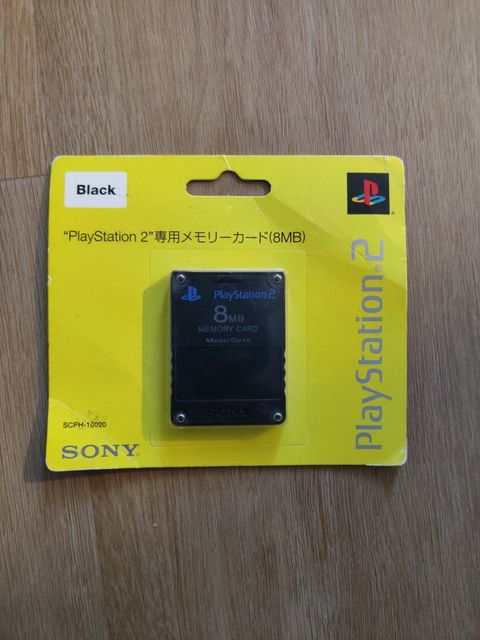 Black
“PlayStation 2”専用メモリーカード(8MB)
PlayStation 2
8MB
MEMORY CARD
MAGICGATE
SONY
SCPH-10020
SONY
PlayStation®2